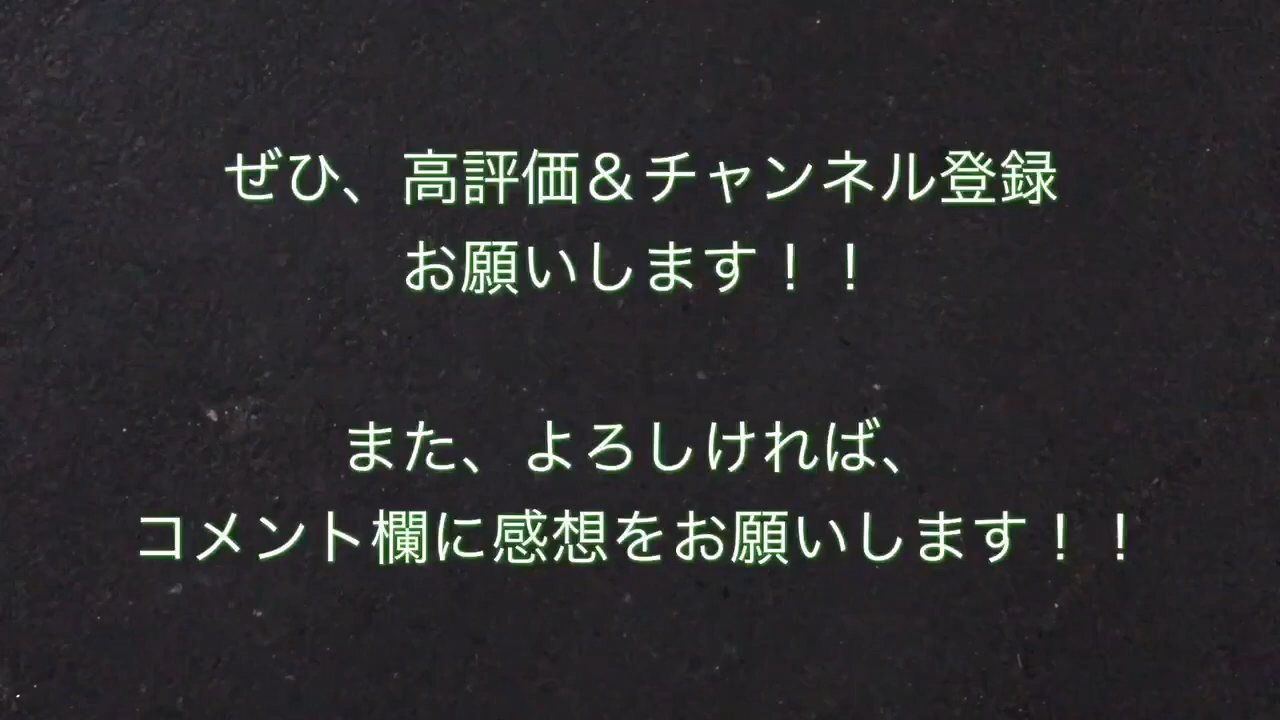 ぜひ、高評価＆チャンネル登録
お願いします！！
また、よろしければ、
コメント欄に感想をお願いします！！